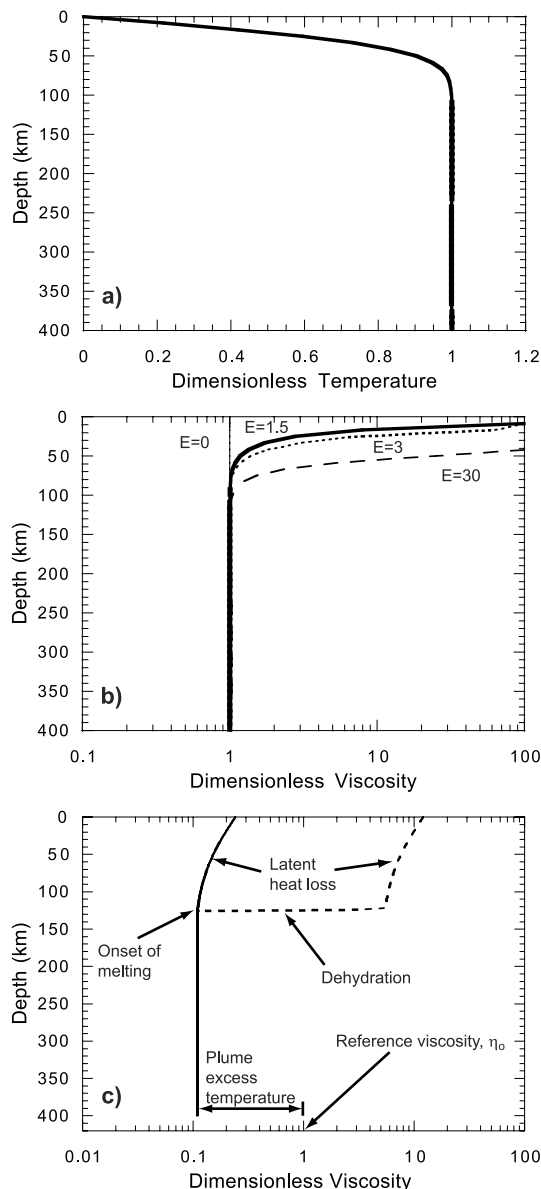 0
50
100
150
200
250
300
350
400
Depth (km)
a)
0 0.2 0.4 0.6 0.8 1 1.2
Dimensionless Temperature
0
50
100
150
200
250
300
350
400
Depth (km)
E=0
E=1.5
E=3
E=30
b)
0.1 1 10 100
Dimensionless Viscosity
0
50
100
150
200
250
300
350
400
Depth (km)
Latent
heat loss
Onset of
melting
Dehydration
Reference viscosity, ηo
Plume
excess
temperature
c)
0.01 0.1 1 10 100
Dimensionless Viscosity